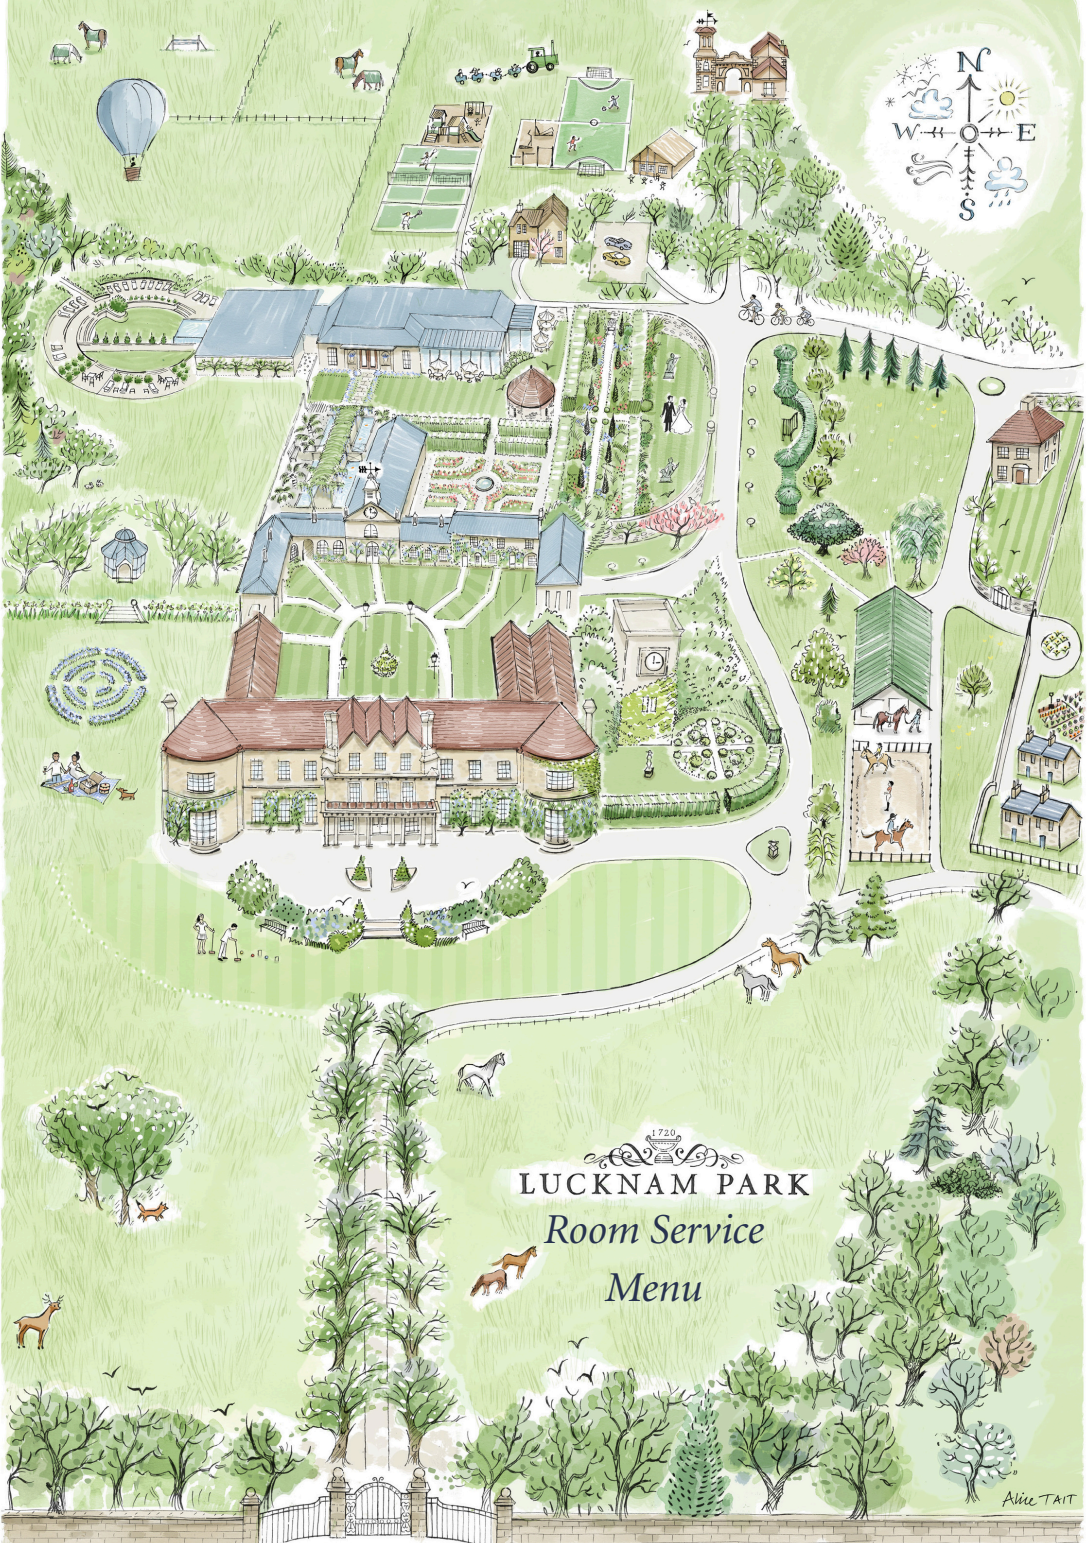 N
W E
S
1720
LUCKNAM PARK
Room Service
Menu
Alice TAIT